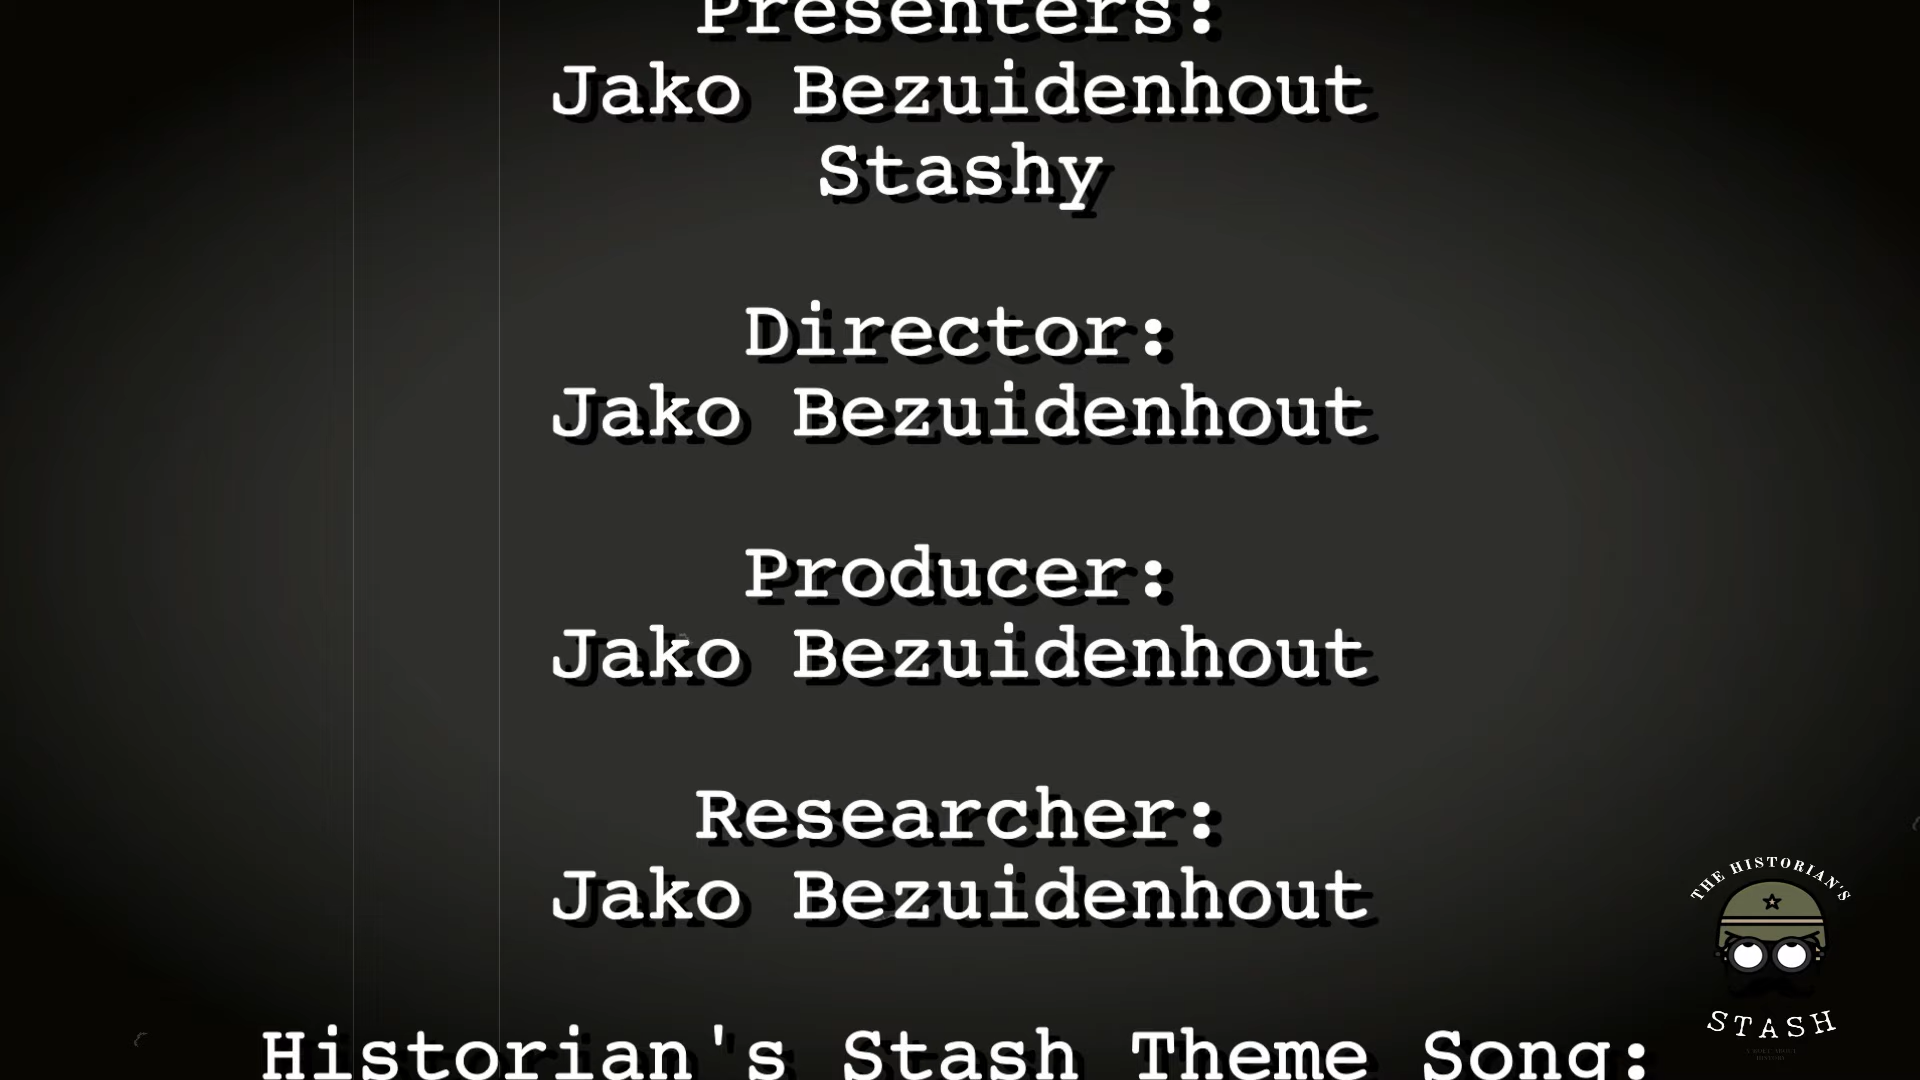 Presenters:
Jako Bezuidenhout
Stashy
Director:
Jako Bezuidenhout
Producer:
Jako Bezuidenhout
Researcher:
Jako Bezuidenhout
Historian's Stash Theme Song:
THE HISTORIAN'S
STASH